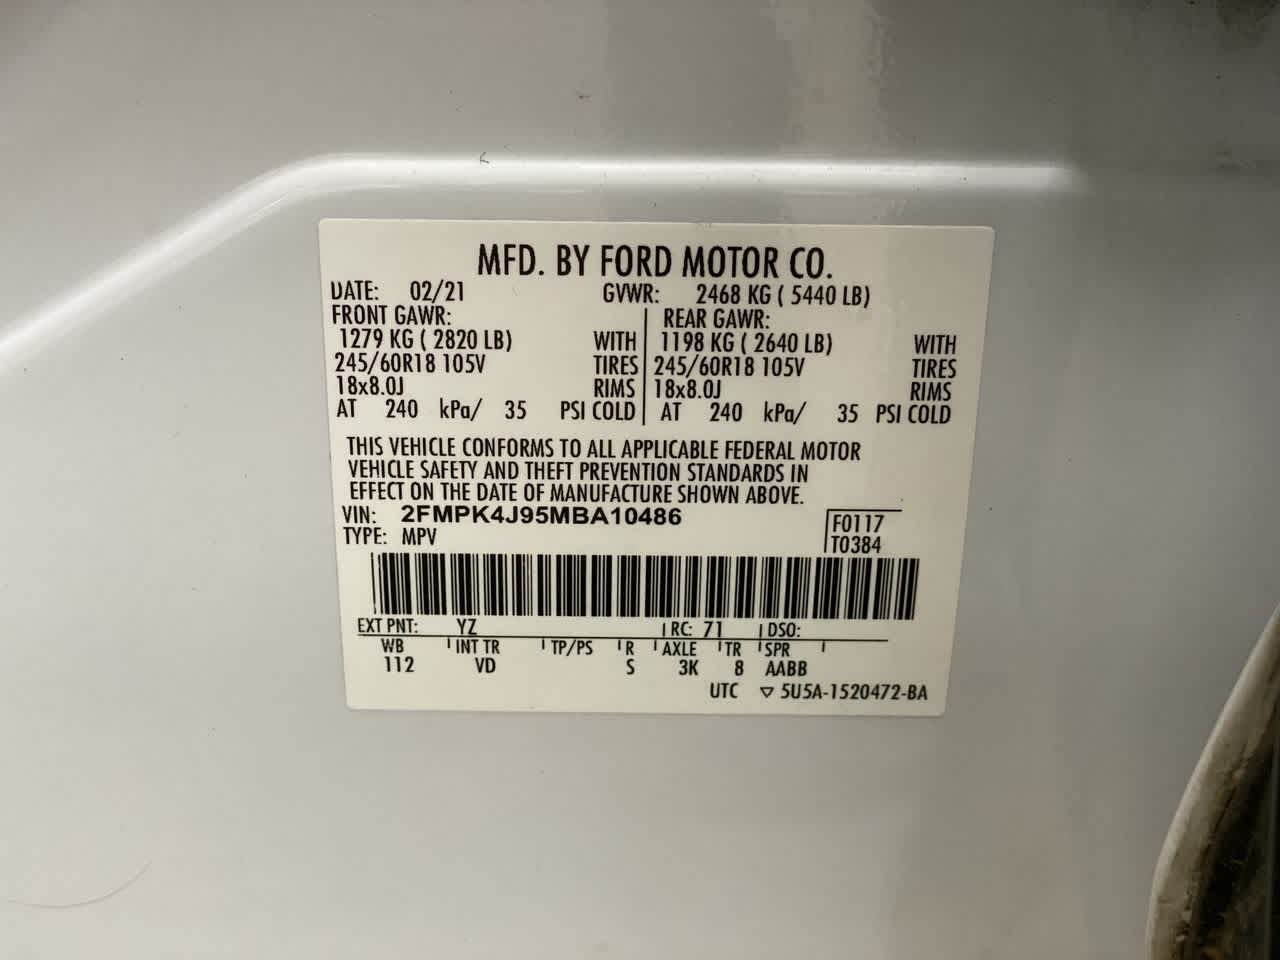 MFD. BY FORD MOTOR CO.
DATE: 02/21 GVWR: 2468 KG ( 5440 LB)
FRONT GAWR: REAR GAWR:
1279 KG ( 2820 LB) WITH 1198 KG ( 2640 LB) WITH
245/60R18 105V TIRES 245/60R18 105V TIRES
18x8.0J RIMS 18x8.0J RIMS
AT 240 kPa/ 35 PSI COLD AT 240 kPa/ 35 PSI COLD
THIS VEHICLE CONFORMS TO ALL APPLICABLE FEDERAL MOTOR
VEHICLE SAFETY AND THEFT PREVENTION STANDARDS IN
EFFECT ON THE DATE OF MANUFACTURE SHOWN ABOVE.
VIN: 2FMPK4J95MBA10486 F0117
TYPE: MPV T0384
EXT PNT: YZ RC: 71 DSO:
WB INT TR TP/PS R AXLE TR SPR
112 VD S 3K 8 AABB
UTC ▽ 5U5A-1520472-BA